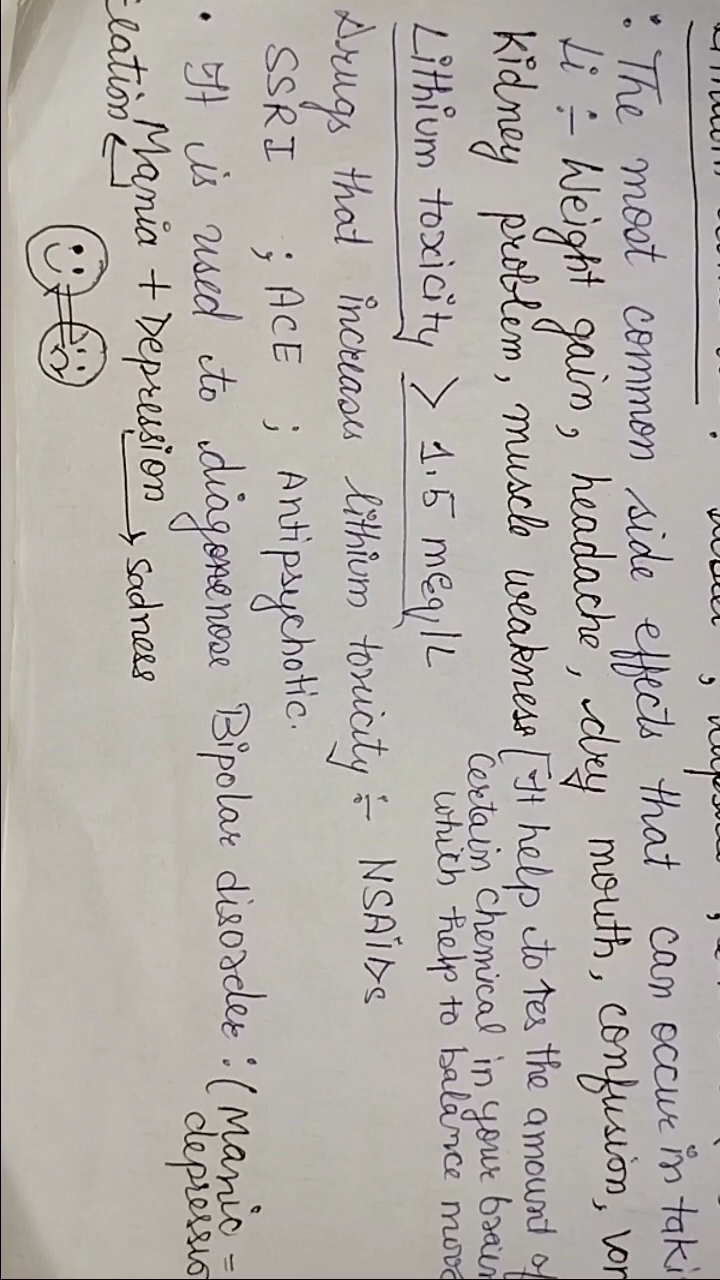 : The most common side effects that can occur in taki
Li :- Weight gain, headache, dry mouth, confusion, vom
kidney problem, muscle weakness [It help to tes the amount of
certain chemical in your brain
which help to balance mood
Lithium toxicity > 1.5 mEq/L
Drugs that increases lithium toxicity :- NSAIDs
SSRI ; ACE ; Antipsychotic.
• It is used to diagonenose Bipolar disorder : (Manic =
depressio
elation Mania + Depression → Sadness